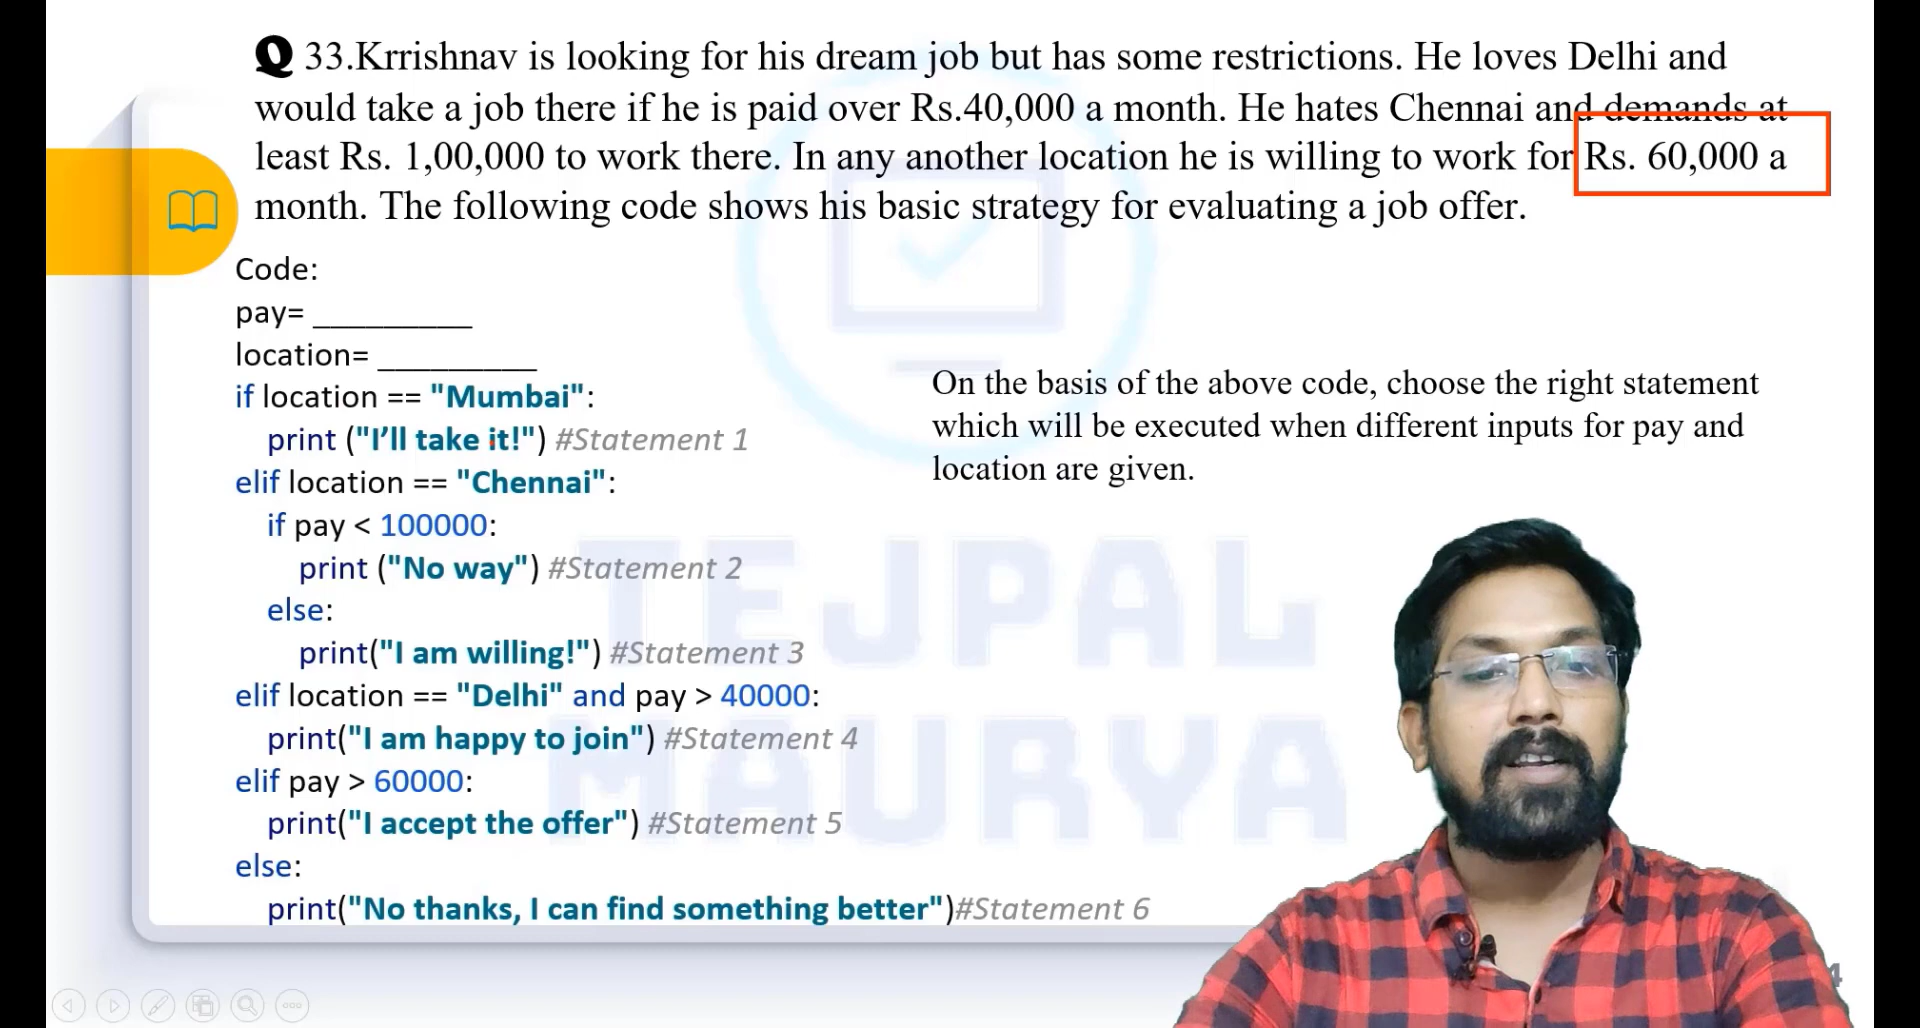 Q 33.Krrishnav is looking for his dream job but has some restrictions. He loves Delhi and
would take a job there if he is paid over Rs.40,000 a month. He hates Chennai and demands at
least Rs. 1,00,000 to work there. In any another location he is willing to work for Rs. 60,000 a
month. The following code shows his basic strategy for evaluating a job offer.
Code:
pay= _________
location= _________
if location == "Mumbai":
print ("I’ll take it!") #Statement 1
elif location == "Chennai":
if pay < 100000:
print ("No way") #Statement 2
else:
print("I am willing!") #Statement 3
elif location == "Delhi" and pay > 40000:
print("I am happy to join") #Statement 4
elif pay > 60000:
print("I accept the offer") #Statement 5
else:
print("No thanks, I can find something better")#Statement 6
On the basis of the above code, choose the right statement
which will be executed when different inputs for pay and
location are given.
TEJPAL
MAURYA
4